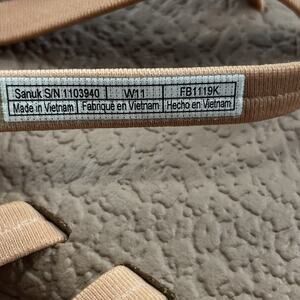 Sanuk S/N 1103940 W11 FB1119K
Made in Vietnam Fabriqué en Vietnam Hecho en Vietnam